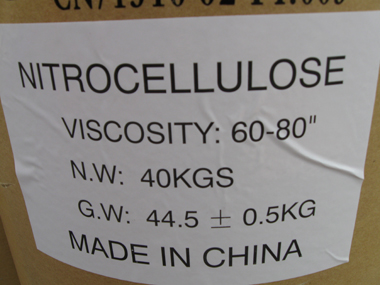 NITROCELLULOSE
VISCOSITY: 60-80"
N.W: 40KGS
G.W: 44.5 ± 0.5KG
MADE IN CHINA